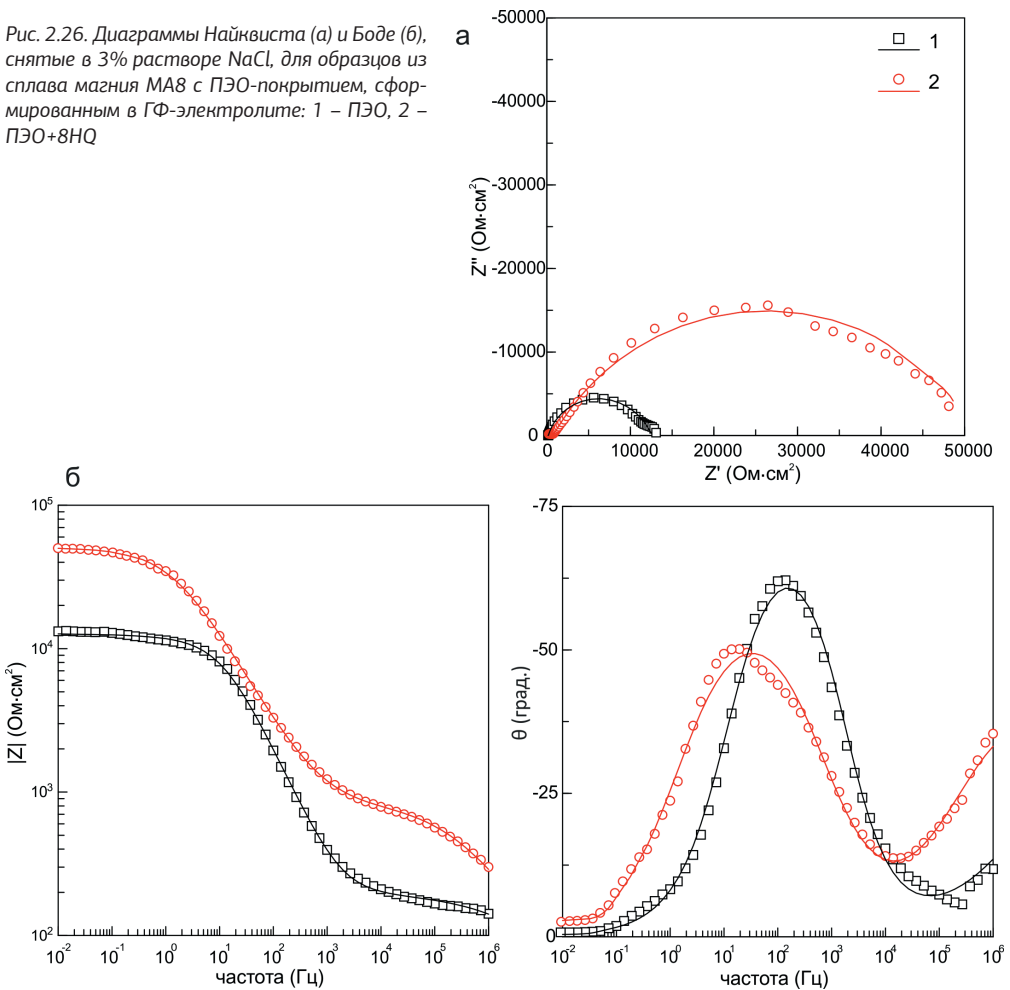 Рис. 2.26. Диаграммы Найквиста (а) и Боде (б),
снятые в 3% растворе NaCl, для образцов из
сплава магния МА8 с ПЭО-покрытием, сфор-
мированным в ГФ-электролите: 1 – ПЭО, 2 –
ПЭО+8HQ
а
-50000
-40000
-30000
-20000
-10000
0
Z'' (Ом·см²)
1
2
0 10000 20000 30000 40000 50000
Z' (Ом·см²)
б
10⁵
10⁴
10³
10²
|Z| (Ом·см²)
10⁻² 10⁻¹ 10⁰ 10¹ 10² 10³ 10⁴ 10⁵ 10⁶
частота (Гц)
-75
-50
-25
0
θ (град.)
10⁻² 10⁻¹ 10⁰ 10¹ 10² 10³ 10⁴ 10⁵ 10⁶
частота (Гц)